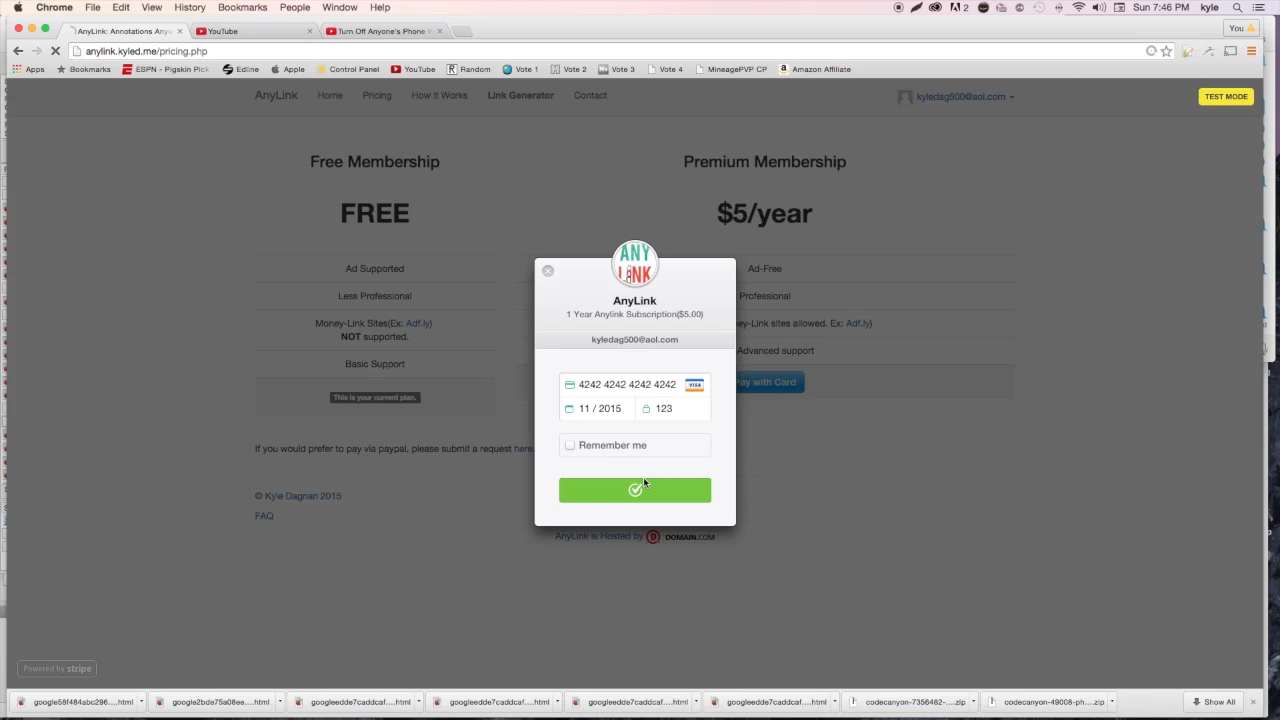 Chrome File Edit View History Bookmarks People Window Help
2 Sun 7:46 PM kyle
AnyLink: Annotations Any
YouTube
Turn Off Anyone's Phone
You
anylink.kyled.me/pricing.php
Apps Bookmarks ESPN - Pigskin Pick Edline Apple Control Panel YouTube Random Vote 1 Vote 2 Vote 3 Vote 4 MineagePVP CP Amazon Affiliate
AnyLink Home Pricing How It Works Link Generator Contact kyledag500@aol.com
TEST MODE
Free Membership Premium Membership
FREE $5/year
ANY
LINK
Ad Supported Ad-Free
Less Professional Professional
AnyLink
1 Year Anylink Subscription($5.00)
Money-Link Sites(Ex: Adf.ly) ey-Link sites allowed. Ex: Adf.ly)
NOT supported.
kyledag500@aol.com
Basic Support Advanced support
4242 4242 4242 4242 VISA
ay with Card
This is your current plan.
11 / 2015 123
Remember me
If you would prefer to pay via paypal, please submit a request here.
© Kyle Dagnan 2015
FAQ
AnyLink is Hosted by D DOMAIN.COM
Powered by stripe
google58f484abc296....html google2bde75a08ee....html googleedde7caddcaf....html googleedde7caddcaf....html googleedde7caddcaf....html googleedde7caddcaf....html codecanyon-7356482-....zip codecanyon-49008-ph....zip Show All